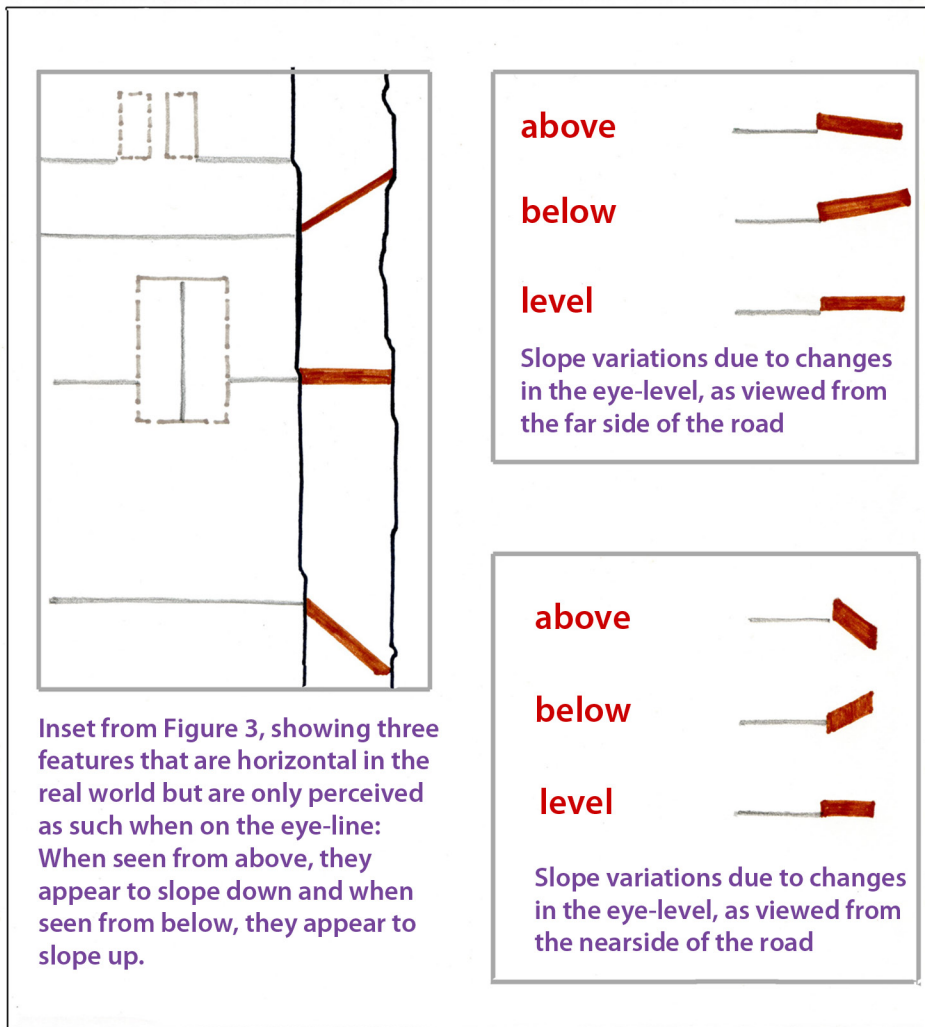 Inset from Figure 3, showing three
features that are horizontal in the
real world but are only perceived
as such when on the eye-line:
When seen from above, they
appear to slope down and when
seen from below, they appear to
slope up.
above
below
level
Slope variations due to changes
in the eye-level, as viewed from
the far side of the road
above
below
level
Slope variations due to changes
in the eye-level, as viewed from
the nearside of the road